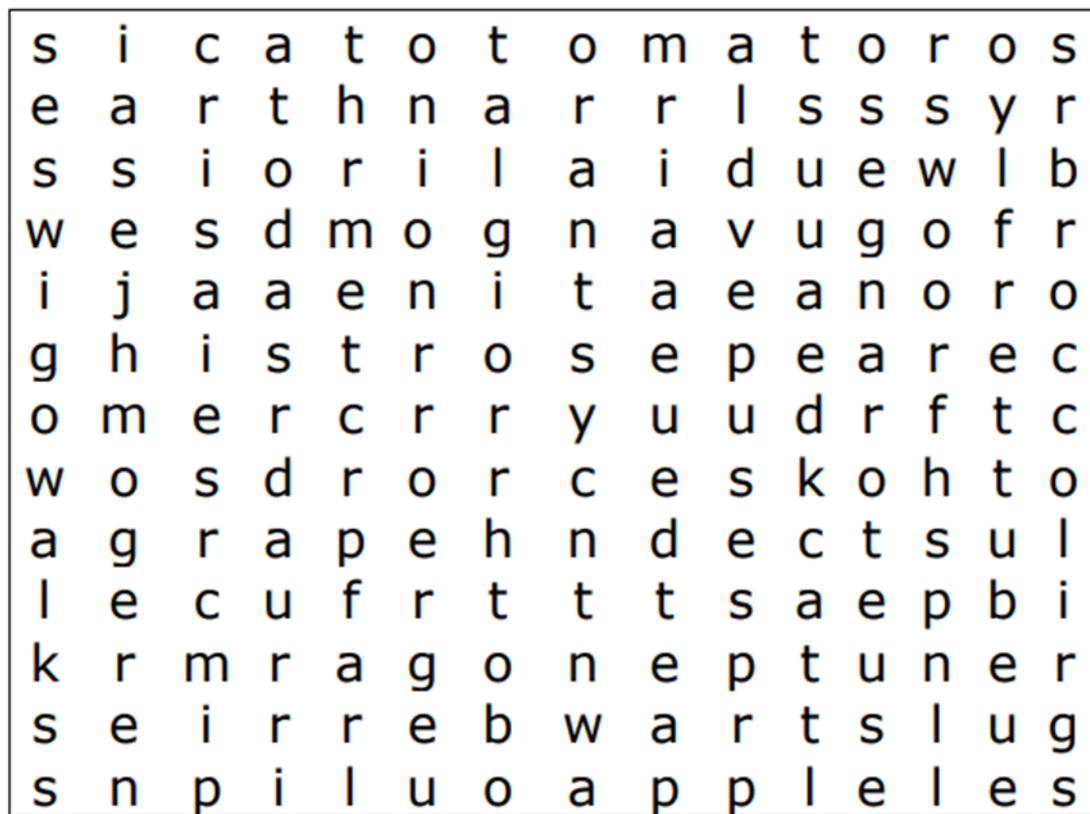 s i c a t o t o m a t o r o s
e a r t h n a r r l s s s y r
s s i o r i l a i d u e w l b
w e s d m o g n a v u g o f r
i j a a e n i t a e a n o r o
g h i s t r o s e p e a r e c
o m e r c r r y u u d r f t c
w o s d r o r c e s k o h t o
a g r a p e h n d e c t s u l
l e c u f r t t t s a e p b i
k r m r a g o n e p t u n e r
s e i r r e b w a r t s l u g
s n p i l u o a p p l e l e s